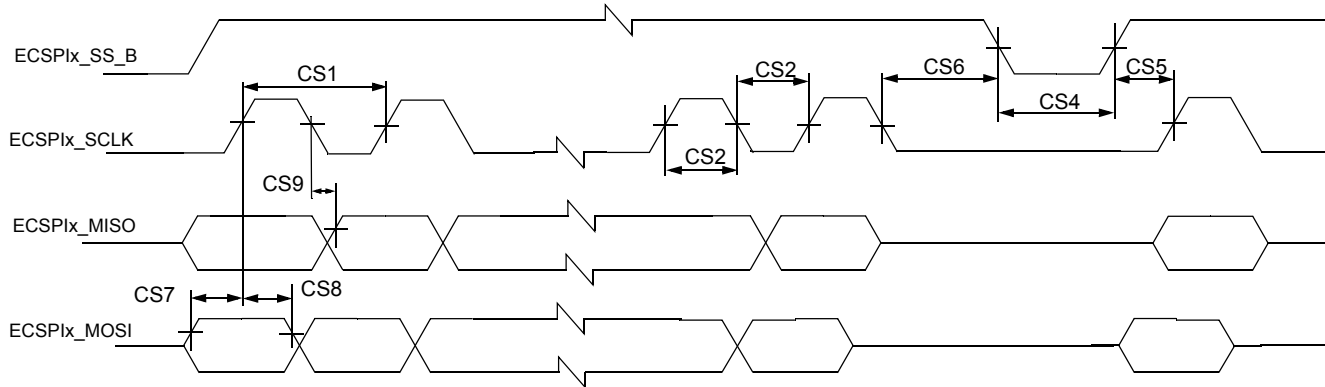 ECSPIx_SS_B
CS1
CS2
CS6
CS5
CS4
ECSPIx_SCLK
CS2
CS9
ECSPIx_MISO
CS7
CS8
ECSPIx_MOSI